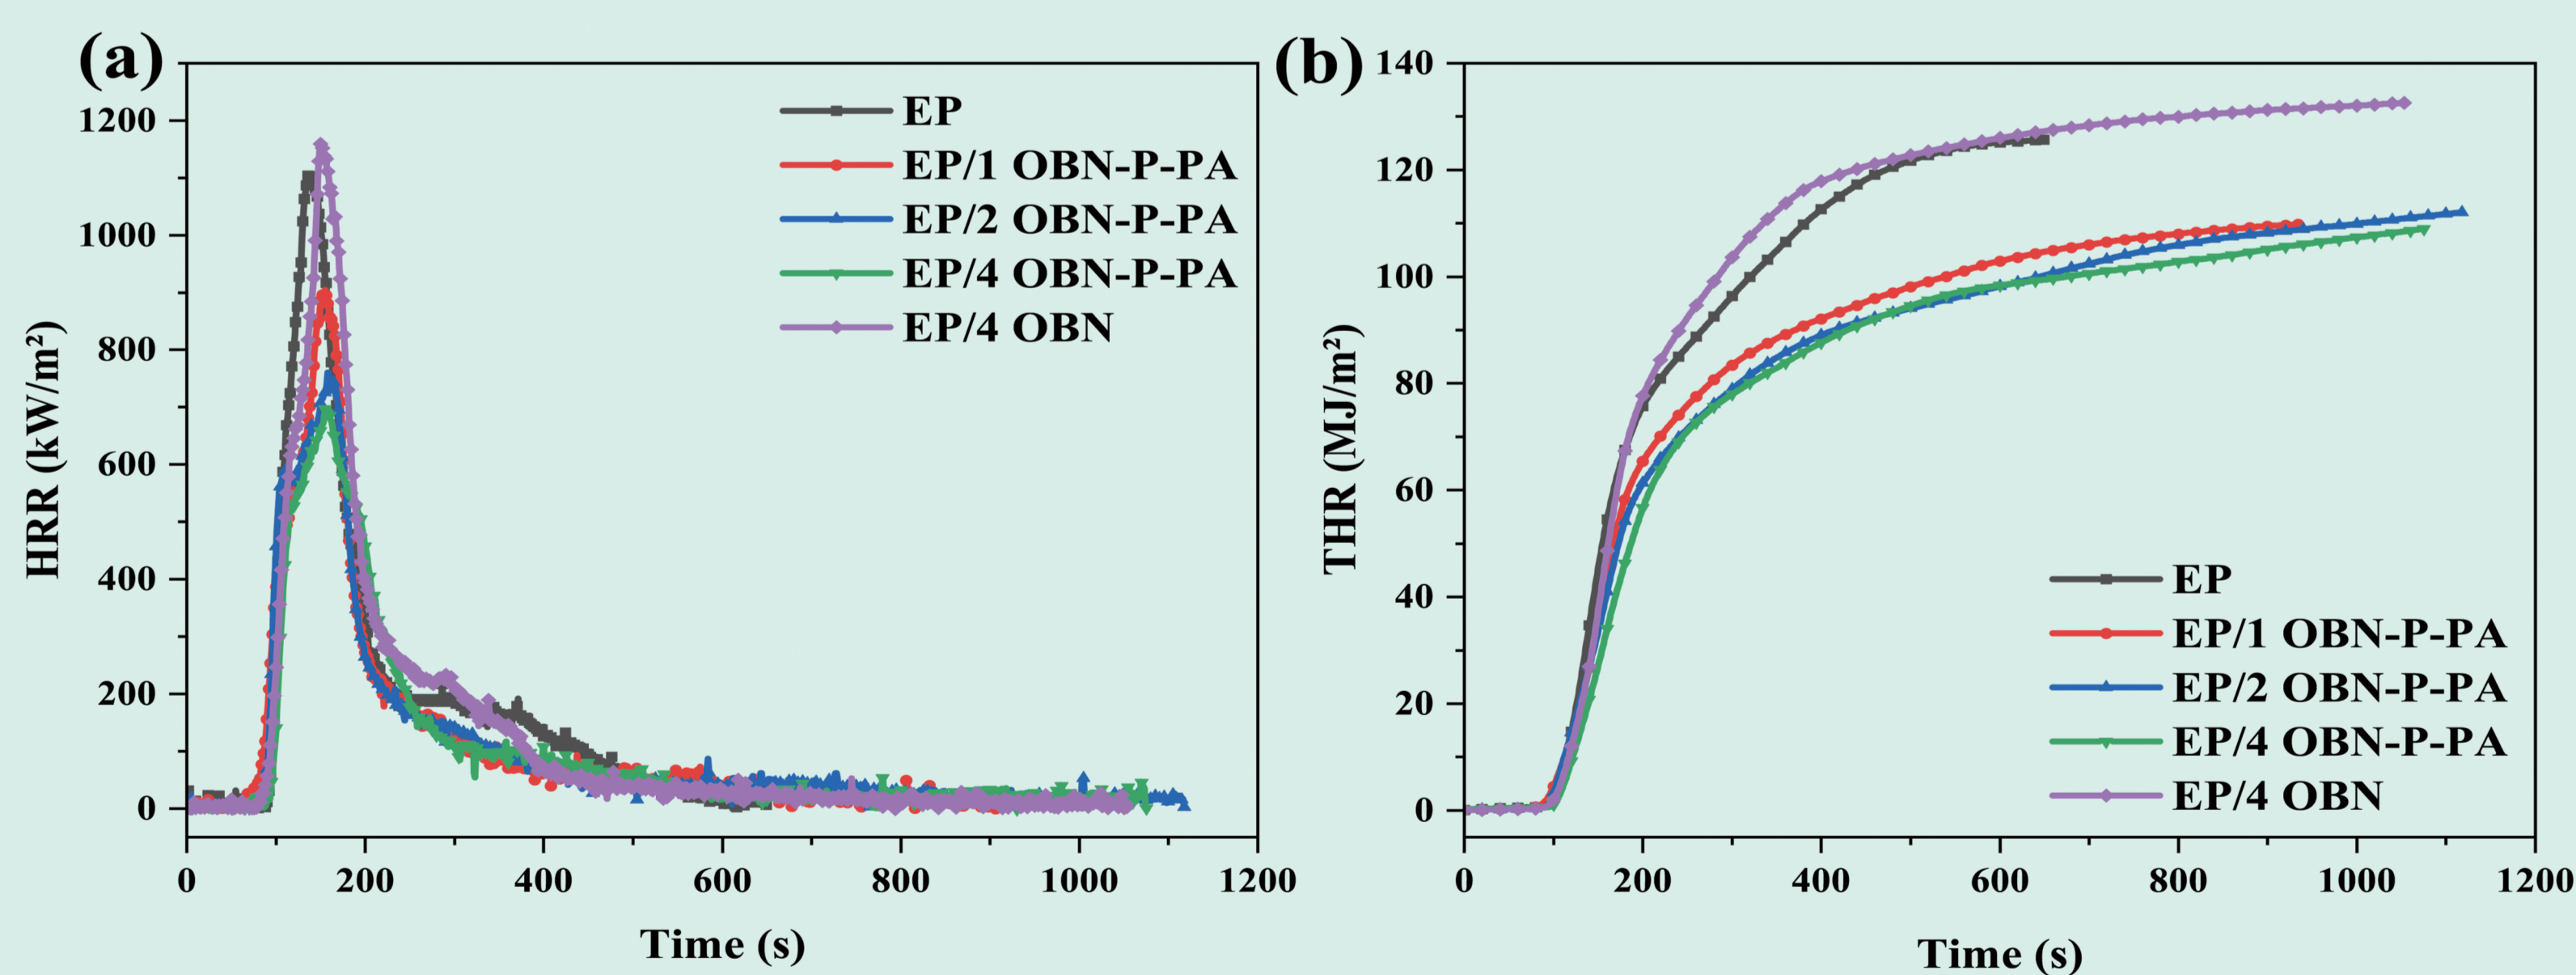 (a)
HRR (kW/m²)
1200
1000
800
600
400
200
0
EP
EP/1 OBN-P-PA
EP/2 OBN-P-PA
EP/4 OBN-P-PA
EP/4 OBN
0 200 400 600 800 1000 1200
Time (s)
(b)
THR (MJ/m²)
140
120
100
80
60
40
20
0
EP
EP/1 OBN-P-PA
EP/2 OBN-P-PA
EP/4 OBN-P-PA
EP/4 OBN
0 200 400 600 800 1000 1200
Time (s)